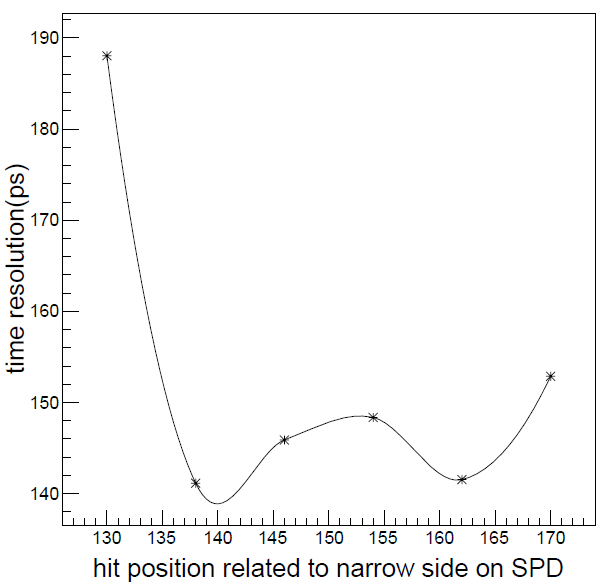 190
180
170
160
150
140
time resolution(ps)
130 135 140 145 150 155 160 165 170
hit position related to narrow side on SPD